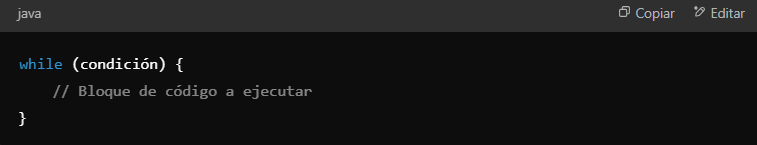 java Copiar Editar
while (condición) {
    // Bloque de código a ejecutar
}